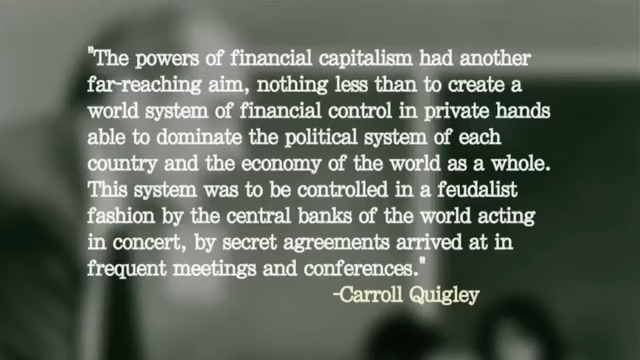 "The powers of financial capitalism had another
far-reaching aim, nothing less than to create a
world system of financial control in private hands
able to dominate the political system of each
country and the economy of the world as a whole.
This system was to be controlled in a feudalist
fashion by the central banks of the world acting
in concert, by secret agreements arrived at in
frequent meetings and conferences."
-Carroll Quigley